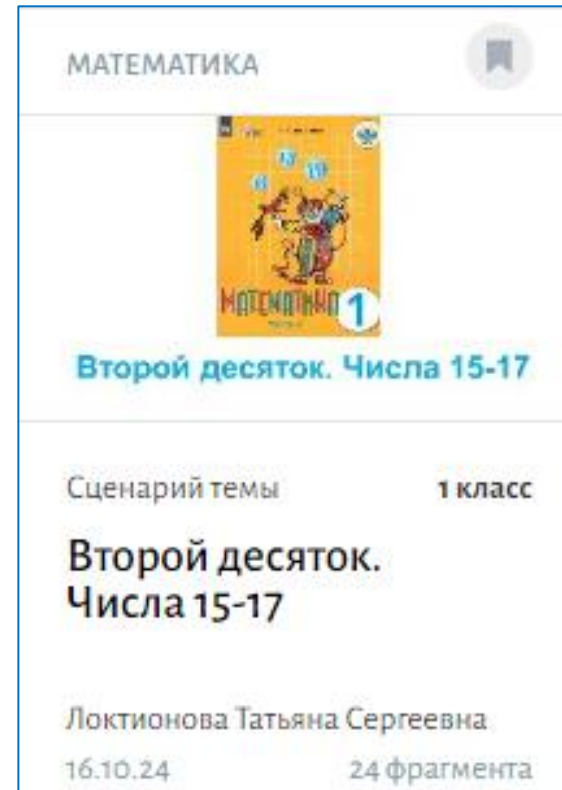 МАТЕМАТИКА
МАТЕМАТИКА 1
Второй десяток. Числа 15-17
Сценарий темы 1 класс
Второй десяток.
Числа 15-17
Локтионова Татьяна Сергеевна
16.10.24 24 фрагмента